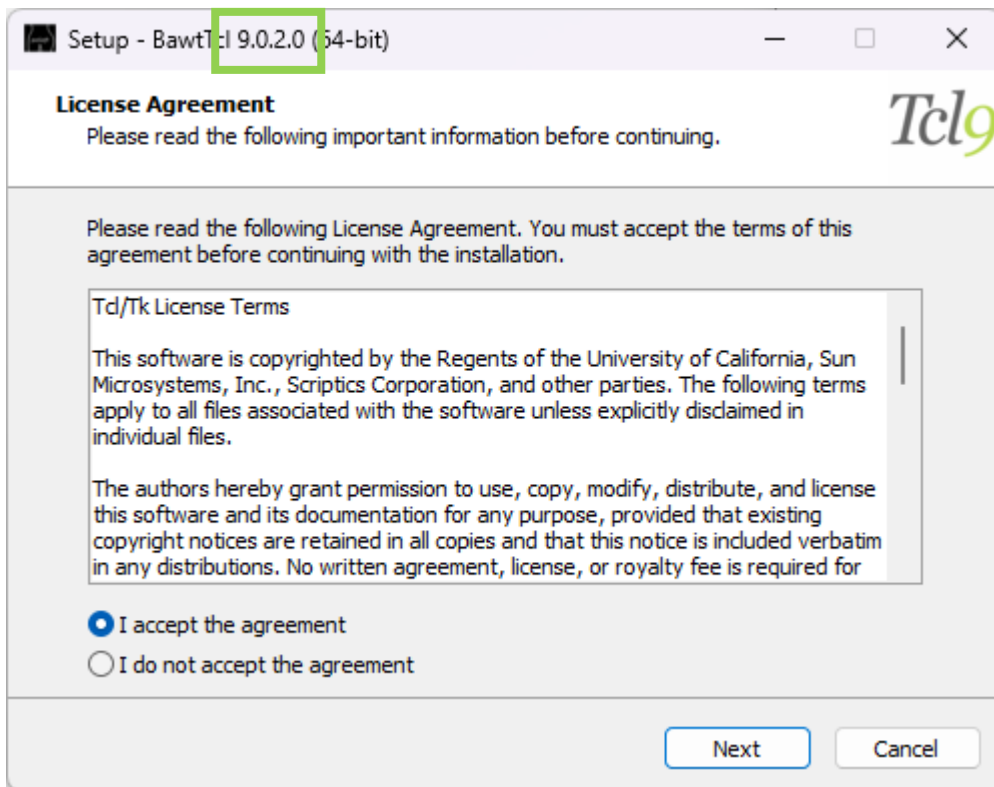 Setup - BawtTcl 9.0.2.0 (64-bit)
License Agreement
Please read the following important information before continuing.
Tcl9
Please read the following License Agreement. You must accept the terms of this
agreement before continuing with the installation.
Tcl/Tk License Terms
This software is copyrighted by the Regents of the University of California, Sun
Microsystems, Inc., Scriptics Corporation, and other parties. The following terms
apply to all files associated with the software unless explicitly disclaimed in
individual files.
The authors hereby grant permission to use, copy, modify, distribute, and license
this software and its documentation for any purpose, provided that existing
copyright notices are retained in all copies and that this notice is included verbatim
in any distributions. No written agreement, license, or royalty fee is required for
I accept the agreement
I do not accept the agreement
Next Cancel